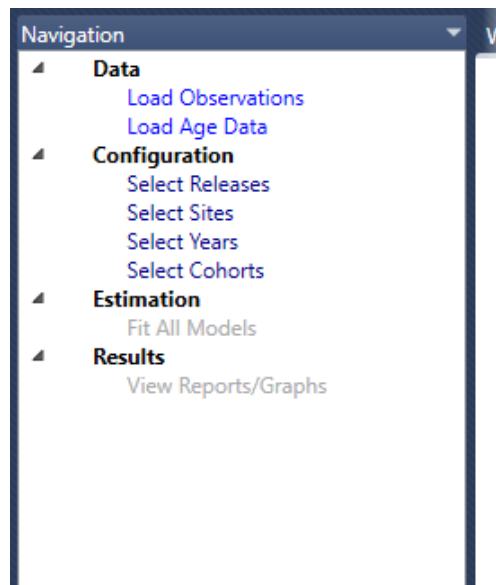 Navigation
Data
Load Observations
Load Age Data
Configuration
Select Releases
Select Sites
Select Years
Select Cohorts
Estimation
Fit All Models
Results
View Reports/Graphs